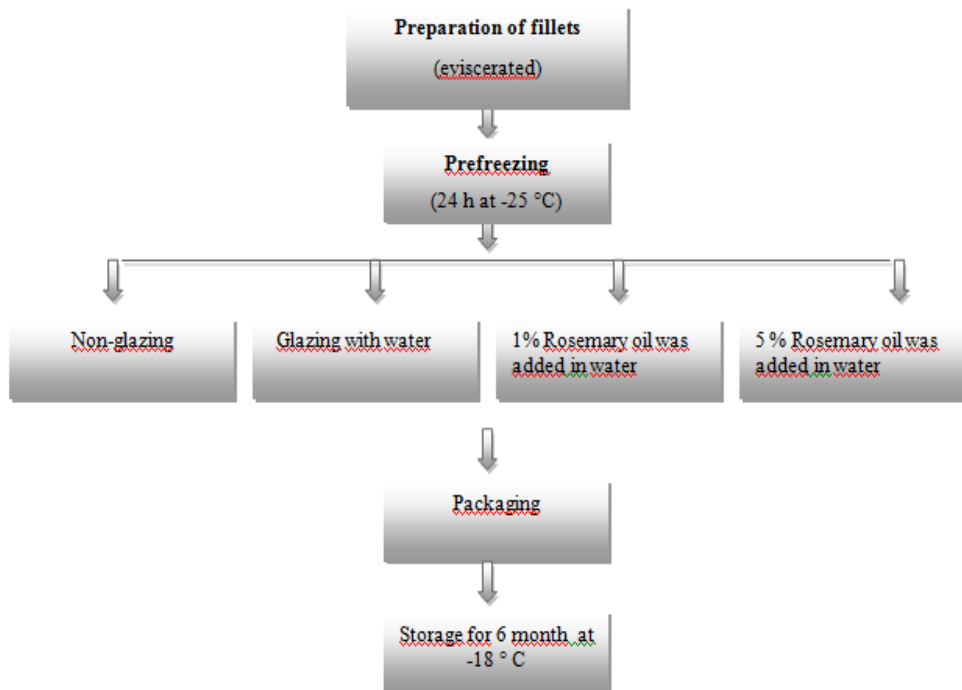 Preparation of fillets
(eviscerated)
Prefreezing
(24 h at -25 °C)
Non-glazing
Glazing with water
1% Rosemary oil was
added in water
5 % Rosemary oil was
added in water
Packaging
Storage for 6 month at
-18 ° C